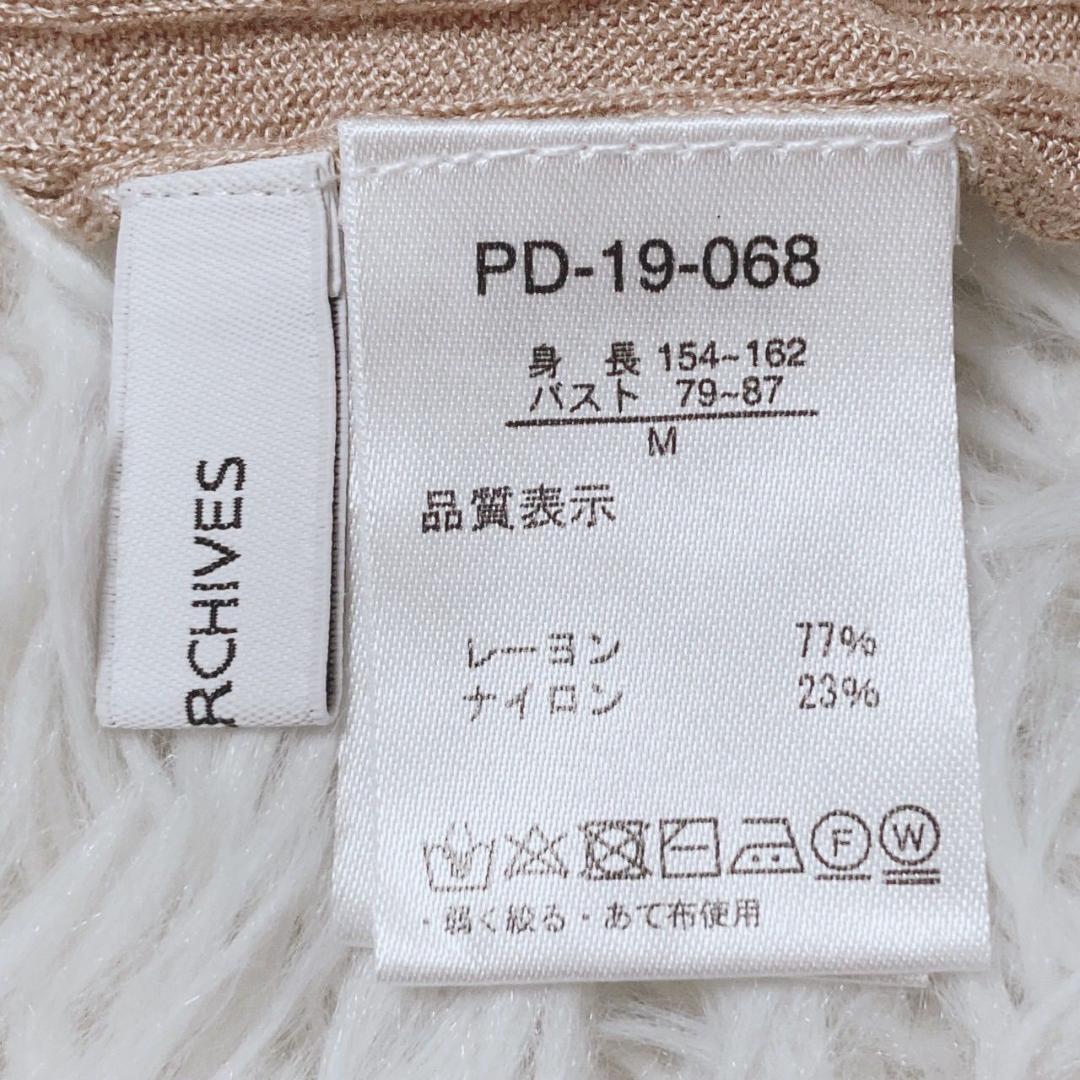 RCHIVES
PD-19-068
身 長 154~162
バスト 79~87
M
品質表示
レーヨン 77%
ナイロン 23%
F W
・弱く絞る・あて布使用